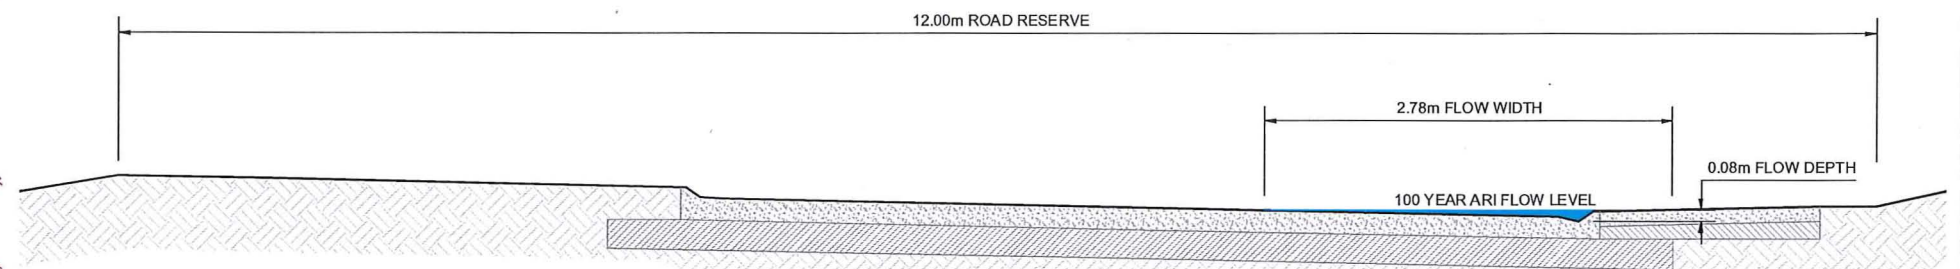 12.00m ROAD RESERVE
2.78m FLOW WIDTH
0.08m FLOW DEPTH
100 YEAR ARI FLOW LEVEL